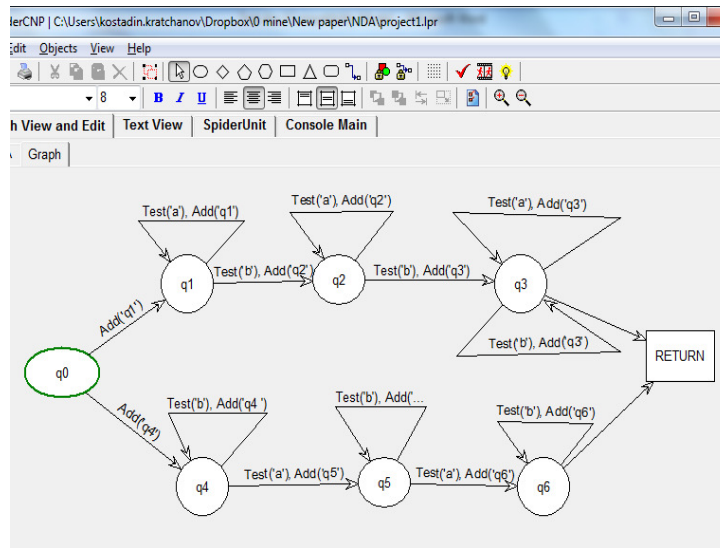 derCNP | C:\Users\kostadin.kratchanov\Dropbox\0 mine\New paper\NDA\project1.lpr
Edit Objects View Help
8 B I U
h View and Edit Text View SpiderUnit Console Main
Graph
Test('a'), Add('q1')
Test('a'), Add('q2')
Test('a'), Add('q3')
q1
Test('b'), Add('q2')
q2
Test('b'), Add('q3')
q3
Add('q1')
Test('b'), Add('q3')
RETURN
q0
Add('q4')
Test('b'), Add('q4 ')
Test('b'), Add('...
Test('b'), Add('q6')
q4
Test('a'), Add('q5')
q5
Test('a'), Add('q6')
q6